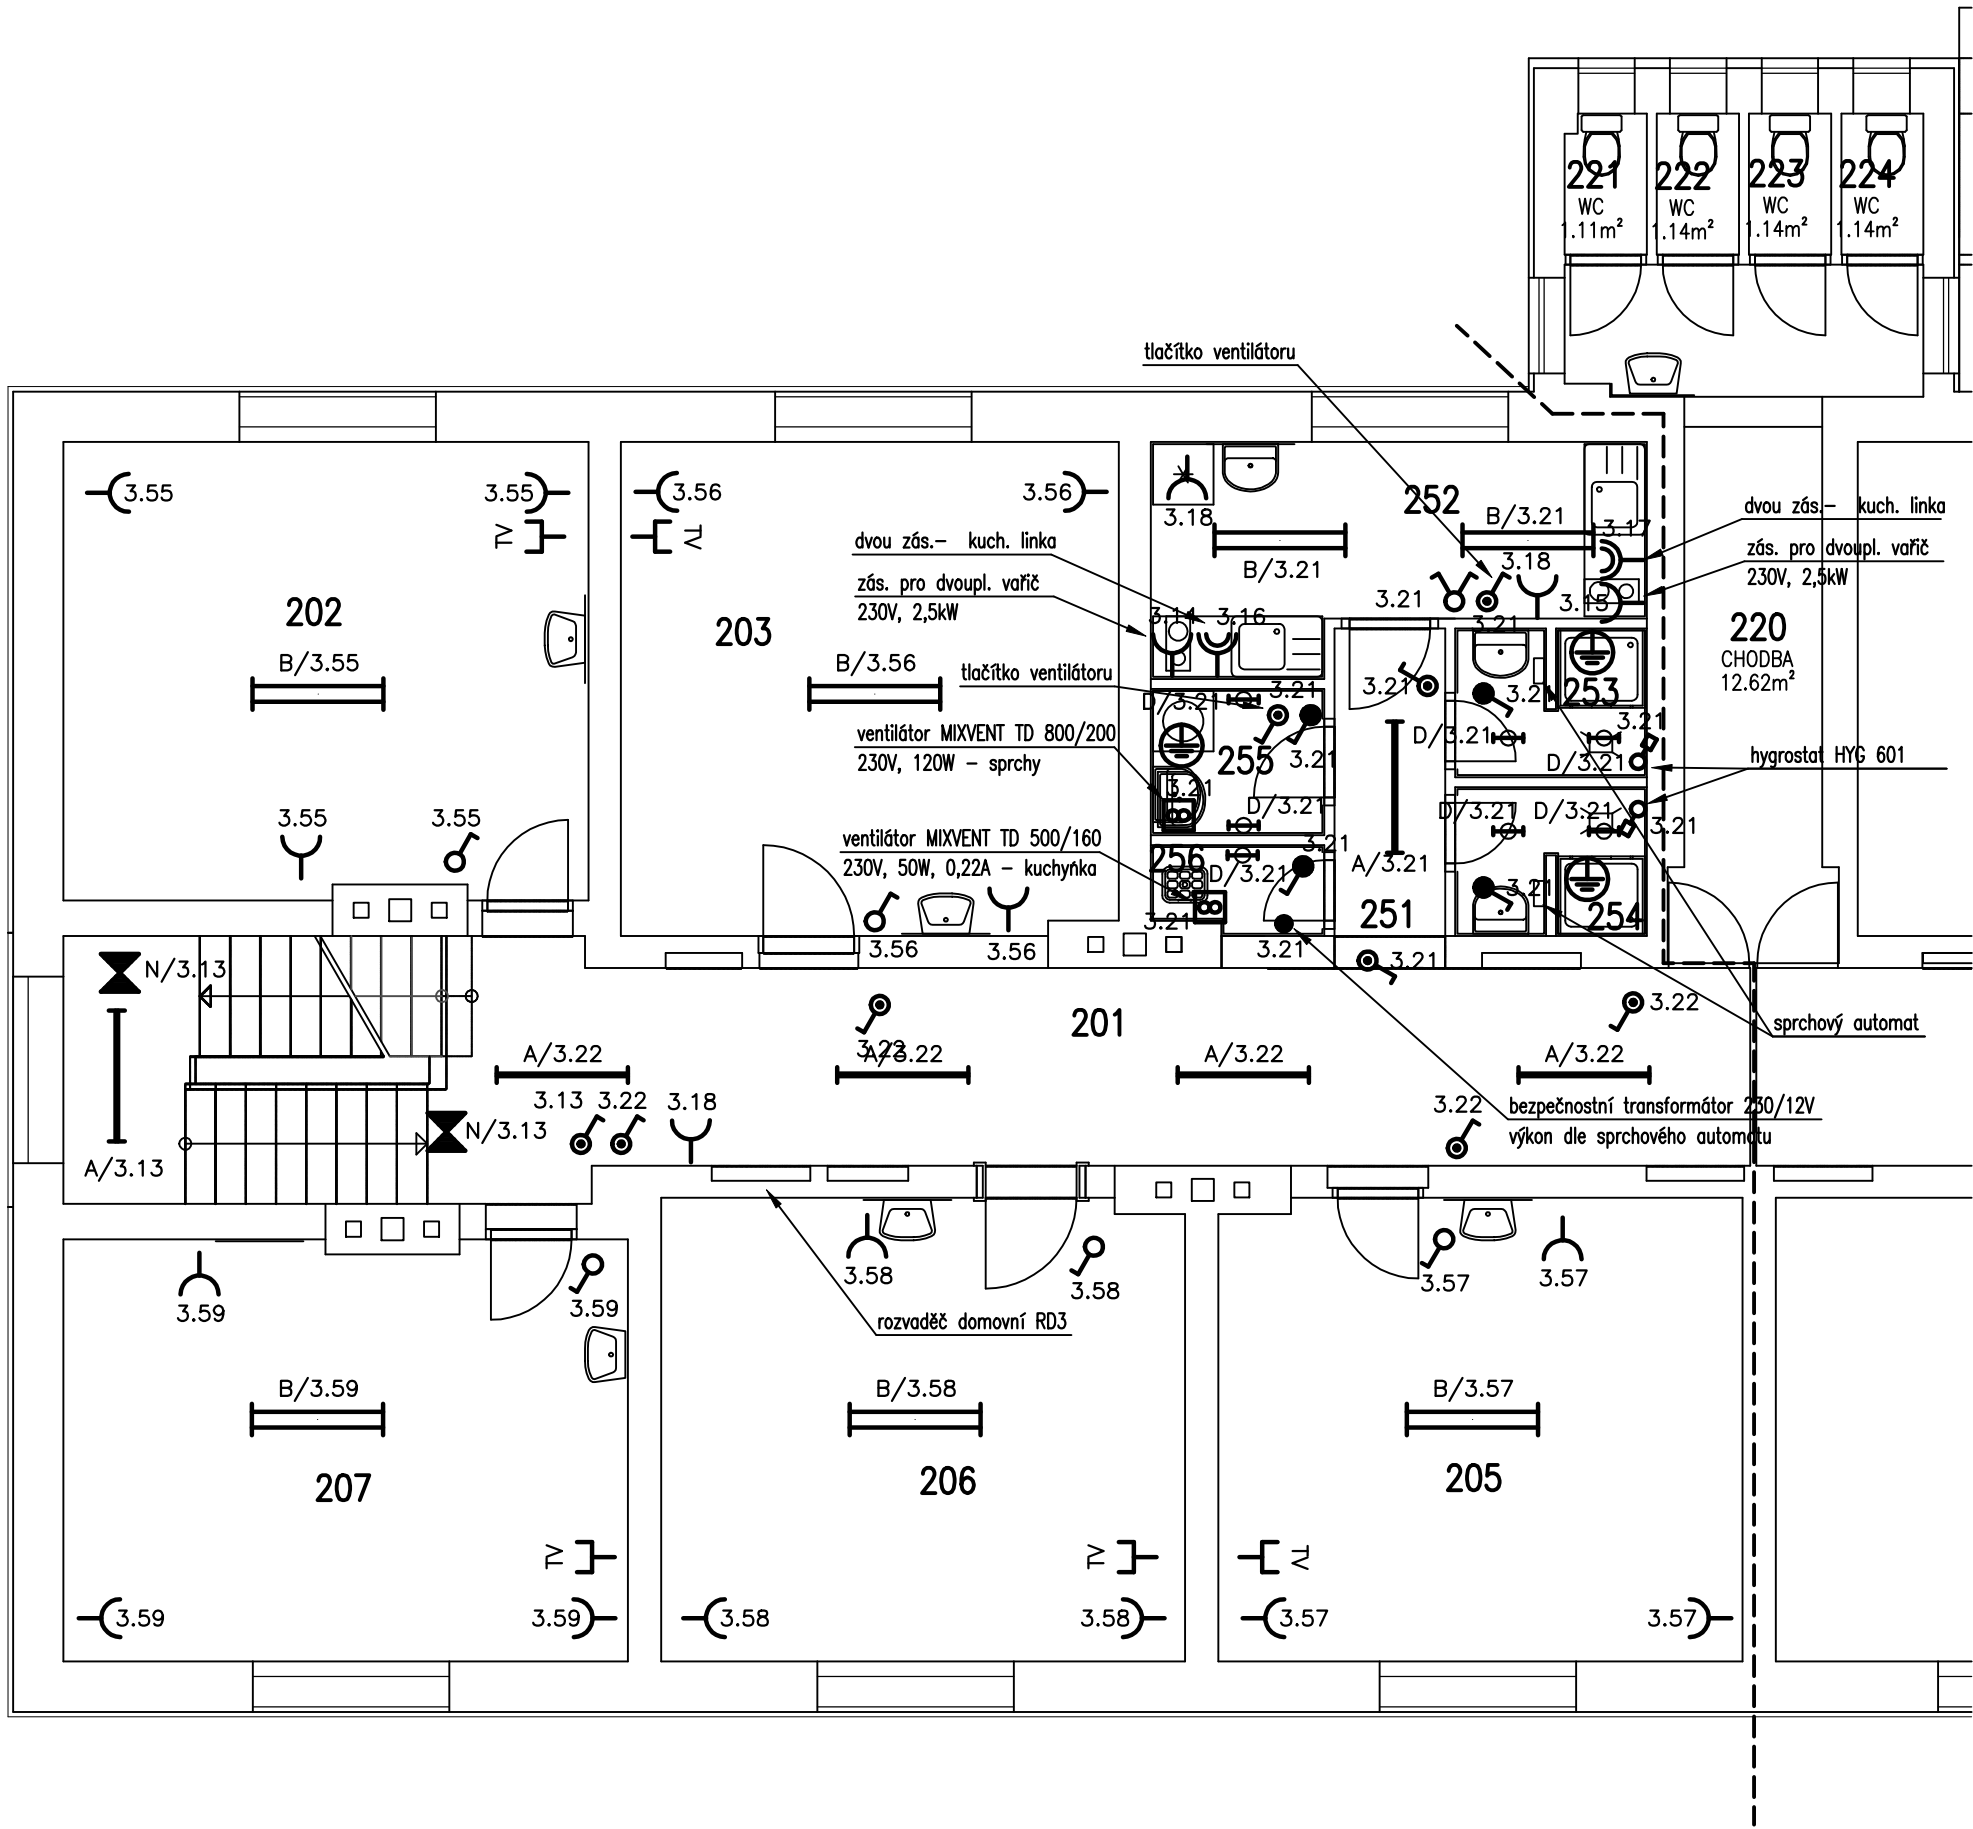 221
222
223
224
WC
WC
WC
WC
1.11m²
1.14m²
1.14m²
1.14m²
tlačítko ventilátoru
3.55
3.55
TV
202
B/3.55
3.55
3.55
3.56
3.56
TV
203
B/3.56
3.56
3.56
dvou zás.- kuch. linka
zás. pro dvoupl. vařič
230V, 2,5kW
tlačítko ventilátoru
ventilátor MIXVENT TD 800/200
230V, 120W - sprchy
ventilátor MIXVENT TD 500/160
230V, 50W, 0,22A - kuchyňka
3.18
252
B/3.21
B/3.21
3.17
3.18
3.21
3.15
3.14
3.16
3.21
3.21
3.21
D/3.21
255
3.21
3.21
D/3.21
3.21
256
D/3.21
3.21
3.21
A/3.21
251
3.21
3.21
253
3.21
D/3.21
D/3.21
D/3.21
D/3.21
3.21
3.21
254
dvou zás.- kuch. linka
zás. pro dvoupl. vařič
230V, 2,5kW
220
CHODBA
12.62m²
hygrostat HYG 601
sprchový automat
N/3.13
A/3.13
N/3.13
201
A/3.22
3.22
A/3.22
A/3.22
A/3.22
3.22
3.13
3.22
3.18
3.22
bezpečnostní transformátor 230/12V
výkon dle sprchového automatu
3.59
3.59
B/3.59
207
TV
3.59
3.59
3.58
3.58
rozvaděč domovní RD3
B/3.58
206
TV
3.58
3.58
3.57
3.57
B/3.57
205
TV
3.57
3.57